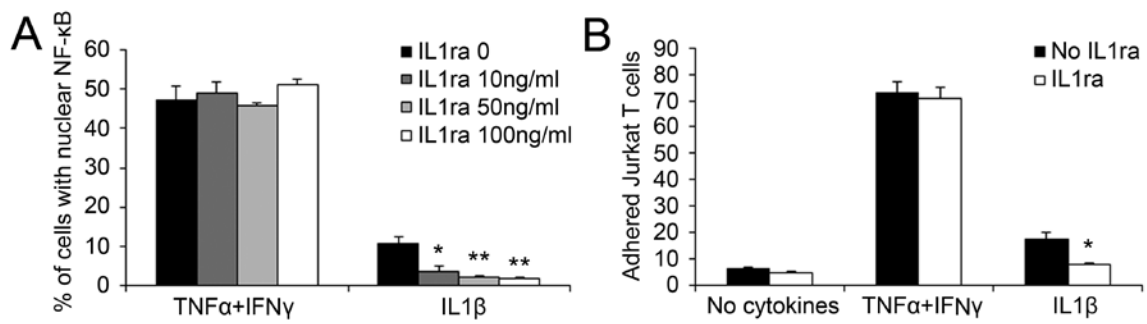 A
% of cells with nuclear NF-κB
60
50
40
30
20
10
0
IL1ra 0
IL1ra 10ng/ml
IL1ra 50ng/ml
IL1ra 100ng/ml
*
**
**
TNFα+IFNγ
IL1β
B
Adhered Jurkat T cells
90
80
70
60
50
40
30
20
10
0
No IL1ra
IL1ra
*
No cytokines
TNFα+IFNγ
IL1β